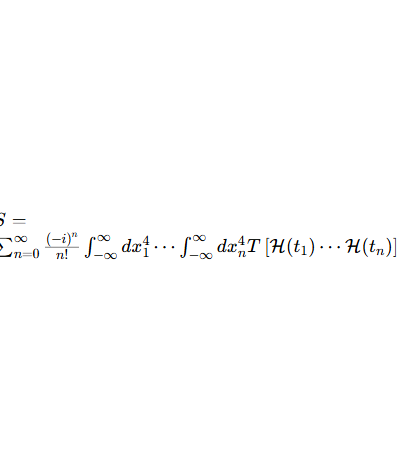 S =
∑_{n=0}^{∞} \frac{(-i)^n}{n!} ∫_{-∞}^{∞} dx_1^4 ⋯ ∫_{-∞}^{∞} dx_n^4 T [ℋ(t_1) ⋯ ℋ(t_n)]